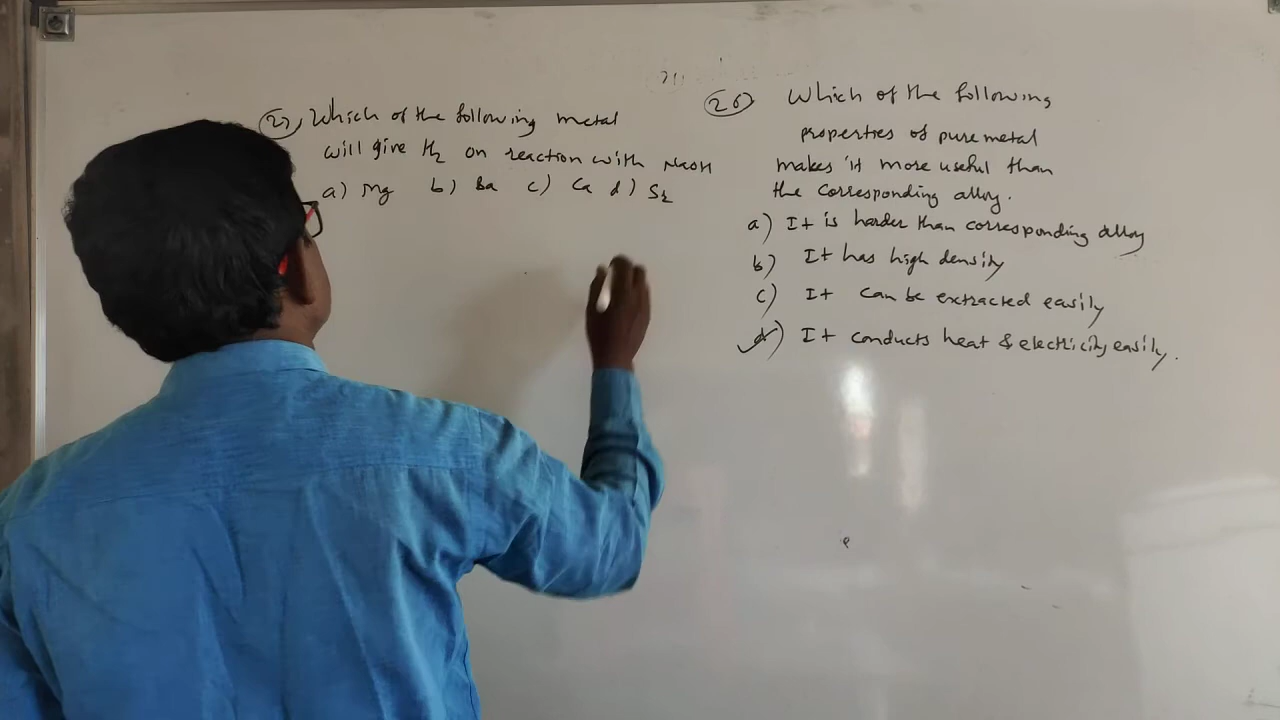 27) Which of the following metal
will give H2 on reaction with NaOH
a) Mg b) Ba c) Ca d) Sr
26) Which of the following
properties of pure metal
makes it more useful than
the corresponding alloy.
a) It is harder than corresponding alloy
b) It has high density
c) It can be extracted easily
d) It conducts heat & electricity easily.